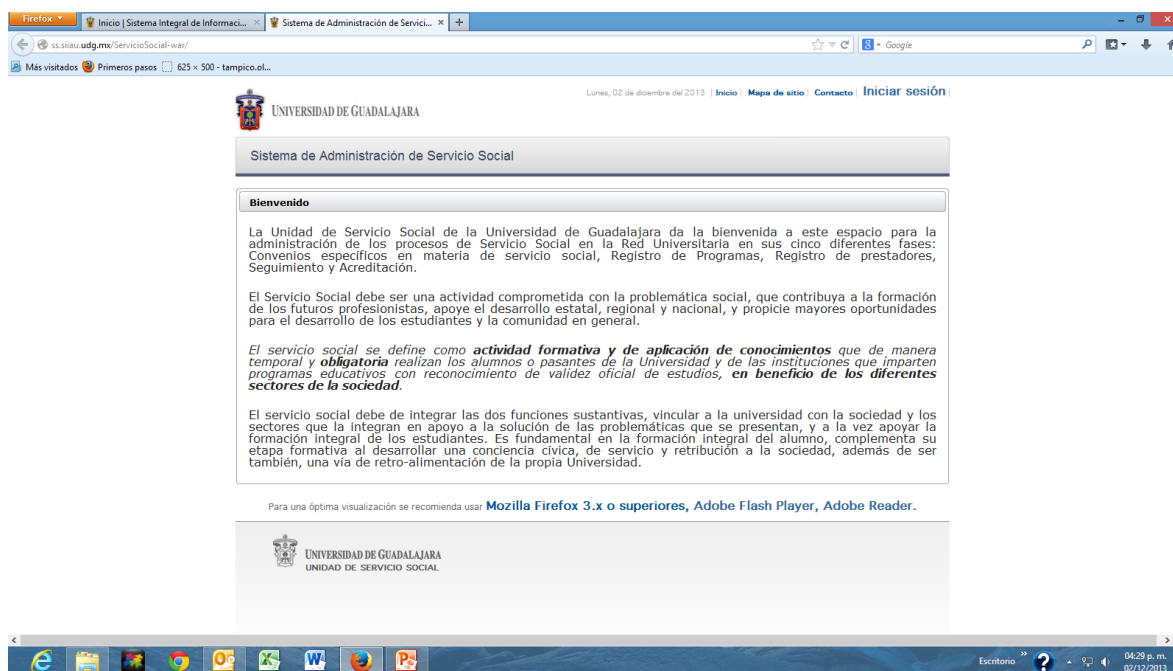 Firefox
Inicio | Sistema Integral de Informaci...
Sistema de Administración de Servici...
ss.siiau.udg.mx/ServicioSocial-war/
Google
Más visitados
Primeros pasos
625 × 500 - tampico.ol...
Lunes, 02 de diciembre del 2013 | Inicio | Mapa de sitio | Contacto | Iniciar sesión |
UNIVERSIDAD DE GUADALAJARA
Sistema de Administración de Servicio Social
Bienvenido
La Unidad de Servicio Social de la Universidad de Guadalajara da la bienvenida a este espacio para la
administración de los procesos de Servicio Social en la Red Universitaria en sus cinco diferentes fases:
Convenios específicos en materia de servicio social, Registro de Programas, Registro de prestadores,
Seguimiento y Acreditación.
El Servicio Social debe ser una actividad comprometida con la problemática social, que contribuya a la formación
de los futuros profesionistas, apoye el desarrollo estatal, regional y nacional, y propicie mayores oportunidades
para el desarrollo de los estudiantes y la comunidad en general.
El servicio social se define como actividad formativa y de aplicación de conocimientos que de manera
temporal y obligatoria realizan los alumnos o pasantes de la Universidad y de las instituciones que imparten
programas educativos con reconocimiento de validez oficial de estudios, en beneficio de los diferentes
sectores de la sociedad.
El servicio social debe de integrar las dos funciones sustantivas, vincular a la universidad con la sociedad y los
sectores que la integran en apoyo a la solución de las problemáticas que se presentan, y a la vez apoyar la
formación integral de los estudiantes. Es fundamental en la formación integral del alumno, complementa su
etapa formativa al desarrollar una conciencia cívica, de servicio y retribución a la sociedad, además de ser
también, una vía de retro-alimentación de la propia Universidad.
Para una óptima visualización se recomienda usar Mozilla Firefox 3.x o superiores, Adobe Flash Player, Adobe Reader.
UNIVERSIDAD DE GUADALAJARA
UNIDAD DE SERVICIO SOCIAL
Escritorio
04:29 p. m.
02/12/2013